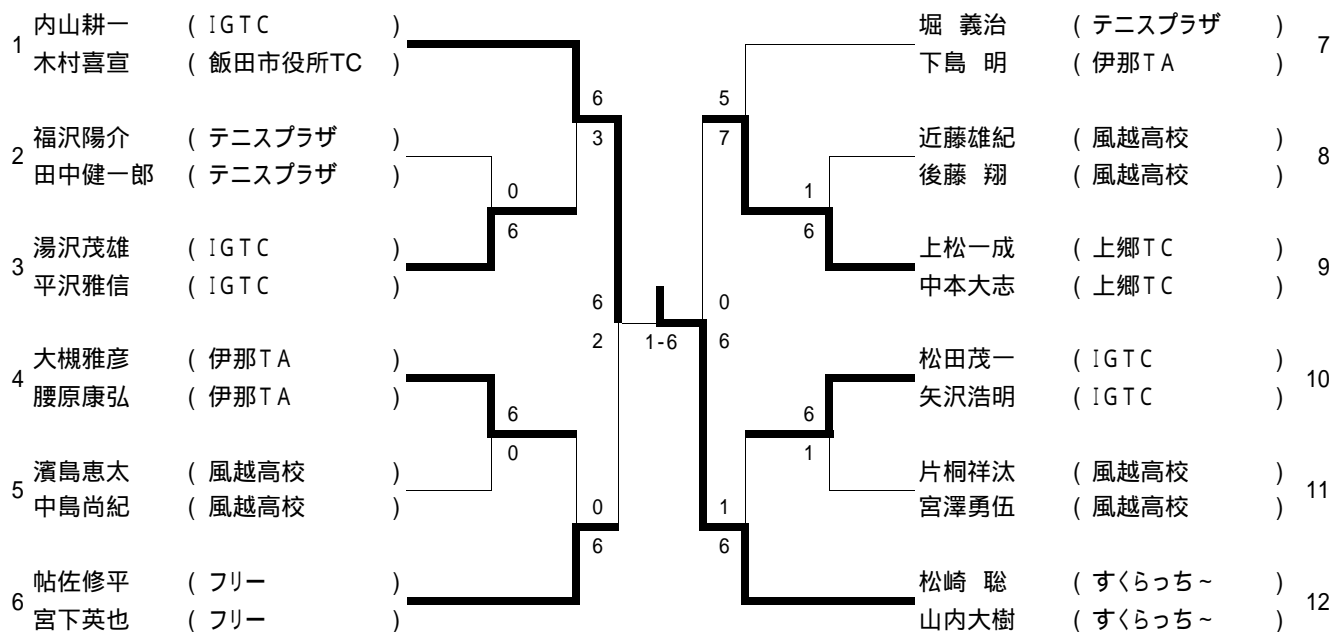 1 内山耕一 ( IGTC )
木村喜宣 ( 飯田市役所TC )
2 福沢陽介 ( テニスプラザ )
田中健一郎 ( テニスプラザ )
3 湯沢茂雄 ( IGTC )
平沢雅信 ( IGTC )
4 大槻雅彦 ( 伊那TA )
腰原康弘 ( 伊那TA )
5 濱島恵太 ( 風越高校 )
中島尚紀 ( 風越高校 )
6 帖佐修平 ( フリー )
宮下英也 ( フリー )
6
3
0
6
6
2
6
0
0
6
1-6
5
7
1
6
0
6
6
1
1
6
堀 義治 ( テニスプラザ ) 7
下島 明 ( 伊那TA )
近藤雄紀 ( 風越高校 ) 8
後藤 翔 ( 風越高校 )
上松一成 ( 上郷TC ) 9
中本大志 ( 上郷TC )
松田茂一 ( IGTC ) 10
矢沢浩明 ( IGTC )
片桐祥汰 ( 風越高校 ) 11
宮澤勇伍 ( 風越高校 )
松崎 聡 ( すくらっち~ ) 12
山内大樹 ( すくらっち~ )